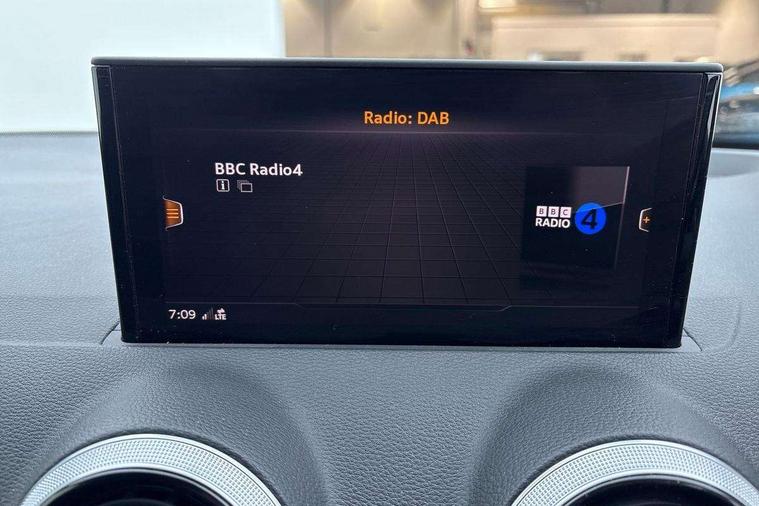 Radio: DAB
BBC Radio4
BBC
RADIO 4
7:09 LTE